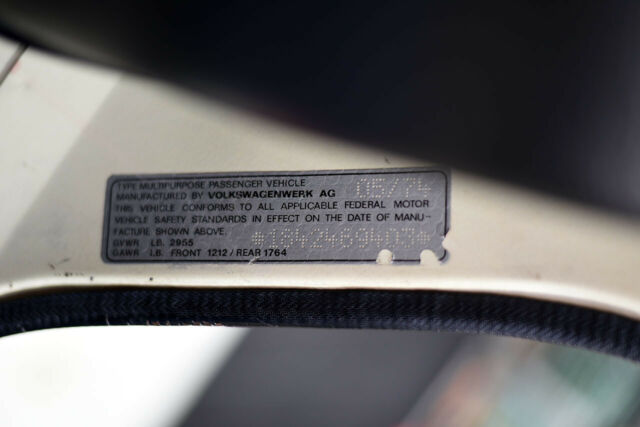 TYPE MULTIPURPOSE PASSENGER VEHICLE 05/74
MANUFACTURED BY VOLKSWAGENWERK AG
THIS VEHICLE CONFORMS TO ALL APPLICABLE FEDERAL MOTOR
VEHICLE SAFETY STANDARDS IN EFFECT ON THE DATE OF MANU-
FACTURE SHOWN ABOVE.
GVWR LB. 2955
GAWR LB. FRONT 1212 / REAR 1764